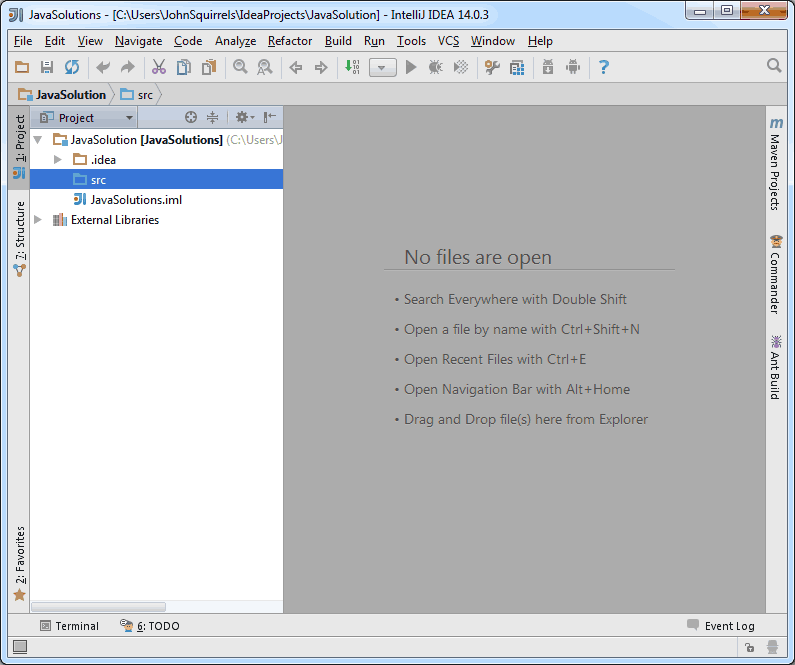 JavaSolutions - [C:\Users\JohnSquirrels\IdeaProjects\JavaSolution] - IntelliJ IDEA 14.0.3
File Edit View Navigate Code Analyze Refactor Build Run Tools VCS Window Help
JavaSolution src
1: Project
7: Structure
2: Favorites
Project
JavaSolution [JavaSolutions] (C:\Users\J
.idea
src
JavaSolutions.iml
External Libraries
No files are open
• Search Everywhere with Double Shift
• Open a file by name with Ctrl+Shift+N
• Open Recent Files with Ctrl+E
• Open Navigation Bar with Alt+Home
• Drag and Drop file(s) here from Explorer
m
Maven Projects
Commander
Ant Build
Terminal 6: TODO Event Log